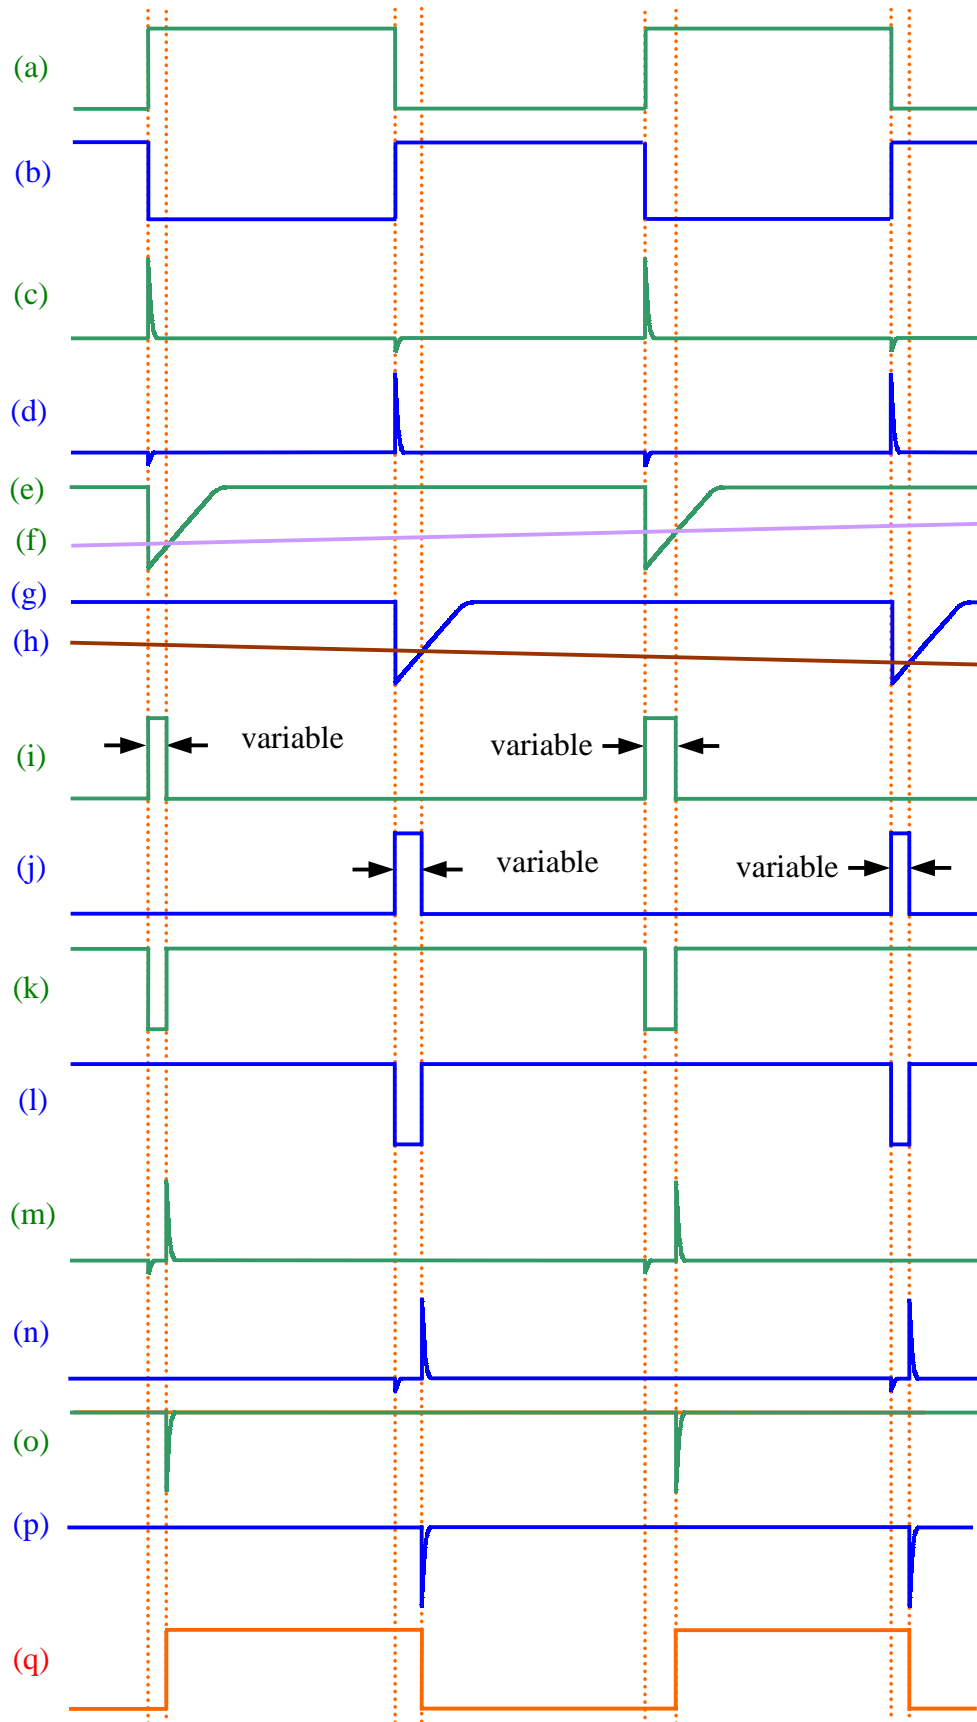 (a)
(b)
(c)
(d)
(e)
(f)
(g)
(h)
variable
variable
(i)
(j)
variable
variable
(k)
(l)
(m)
(n)
(o)
(p)
(q)